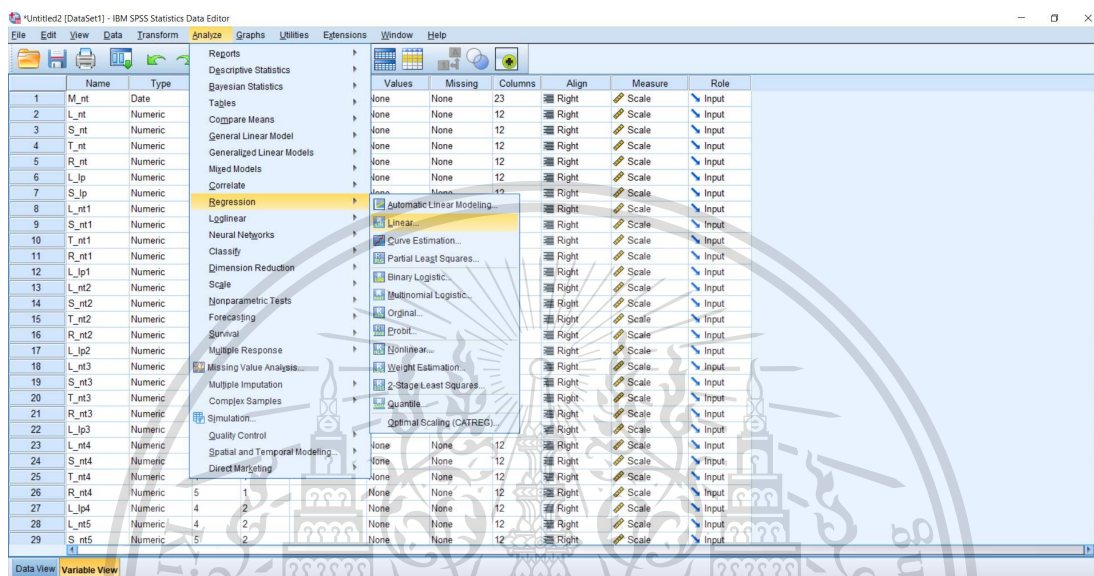 *Untitled2 [DataSet1] - IBM SPSS Statistics Data Editor
File Edit View Data Transform Analyze Graphs Utilities Extensions Window Help
Name Type Values Missing Columns Align Measure Role
1 M_nt Date None None 23 Right Scale Input
2 L_nt Numeric None None 12 Right Scale Input
3 S_nt Numeric None None 12 Right Scale Input
4 T_nt Numeric None None 12 Right Scale Input
5 R_nt Numeric None None 12 Right Scale Input
6 L_lp Numeric None None 12 Right Scale Input
7 S_lp Numeric None None 12 Right Scale Input
8 L_nt1 Numeric Right Scale Input
9 S_nt1 Numeric Right Scale Input
10 T_nt1 Numeric Right Scale Input
11 R_nt1 Numeric Right Scale Input
12 L_lp1 Numeric Right Scale Input
13 L_nt2 Numeric Right Scale Input
14 S_nt2 Numeric Right Scale Input
15 T_nt2 Numeric Right Scale Input
16 R_nt2 Numeric Right Scale Input
17 L_lp2 Numeric Right Scale Input
18 L_nt3 Numeric Right Scale Input
19 S_nt3 Numeric Right Scale Input
20 T_nt3 Numeric Right Scale Input
21 R_nt3 Numeric Right Scale Input
22 L_lp3 Numeric Right Scale Input
23 L_nt4 Numeric None None 12 Right Scale Input
24 S_nt4 Numeric None None 12 Right Scale Input
25 T_nt4 Numeric None None 12 Right Scale Input
26 R_nt4 Numeric 5 1 None None 12 Right Scale Input
27 L_lp4 Numeric 4 2 None None 12 Right Scale Input
28 L_nt5 Numeric 4 2 None None 12 Right Scale Input
29 S_nt5 Numeric 5 2 None None 12 Right Scale Input
Reports
Descriptive Statistics
Bayesian Statistics
Tables
Compare Means
General Linear Model
Generalized Linear Models
Mixed Models
Correlate
Regression
Loglinear
Neural Networks
Classify
Dimension Reduction
Scale
Nonparametric Tests
Forecasting
Survival
Multiple Response
Missing Value Analysis...
Multiple Imputation
Complex Samples
Simulation...
Quality Control
Spatial and Temporal Modeling...
Direct Marketing
Automatic Linear Modeling...
Linear...
Curve Estimation...
Partial Least Squares...
Binary Logistic...
Multinomial Logistic...
Ordinal...
Probit...
Nonlinear...
Weight Estimation...
2-Stage Least Squares...
Quantile...
Optimal Scaling (CATREG)...
Data View Variable View